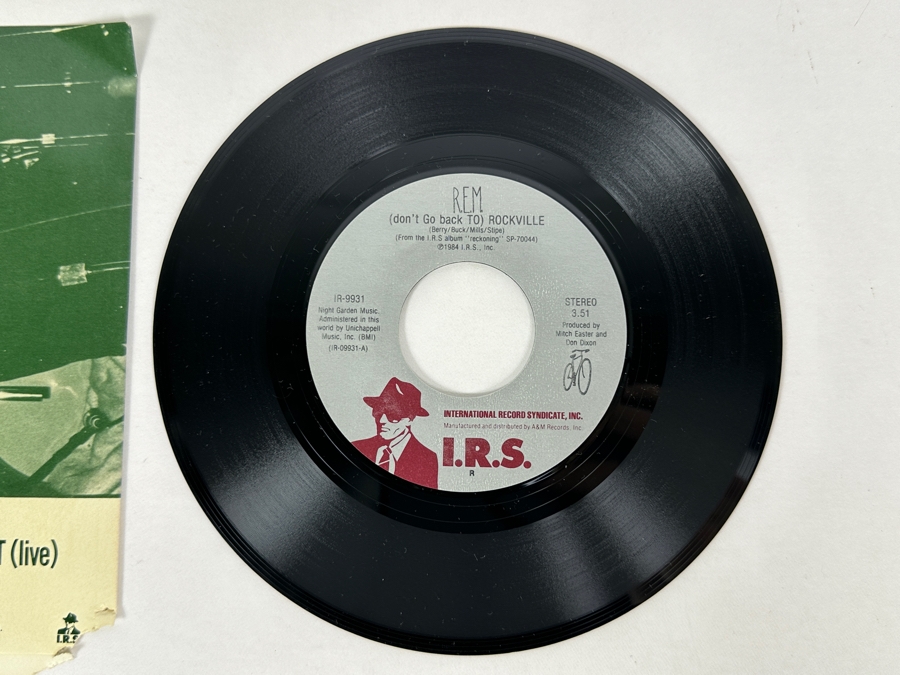 R.E.M.
(don't Go back TO) ROCKVILLE
(Berry/Buck/Mills/Stipe)
(From the I.R.S album "reckoning" SP-70044)
℗1984 I.R.S., Inc.
IR-9931
Night Garden Music.
Administered in this
world by Unichappell
Music, Inc. (BMI)
(IR-09931-A)
STEREO
3.51
Produced by
Mitch Easter and
Don Dixon
INTERNATIONAL RECORD SYNDICATE, INC.
Manufactured and distributed by A&M Records, Inc.
I.R.S.
R
T (live)
I.R.S.